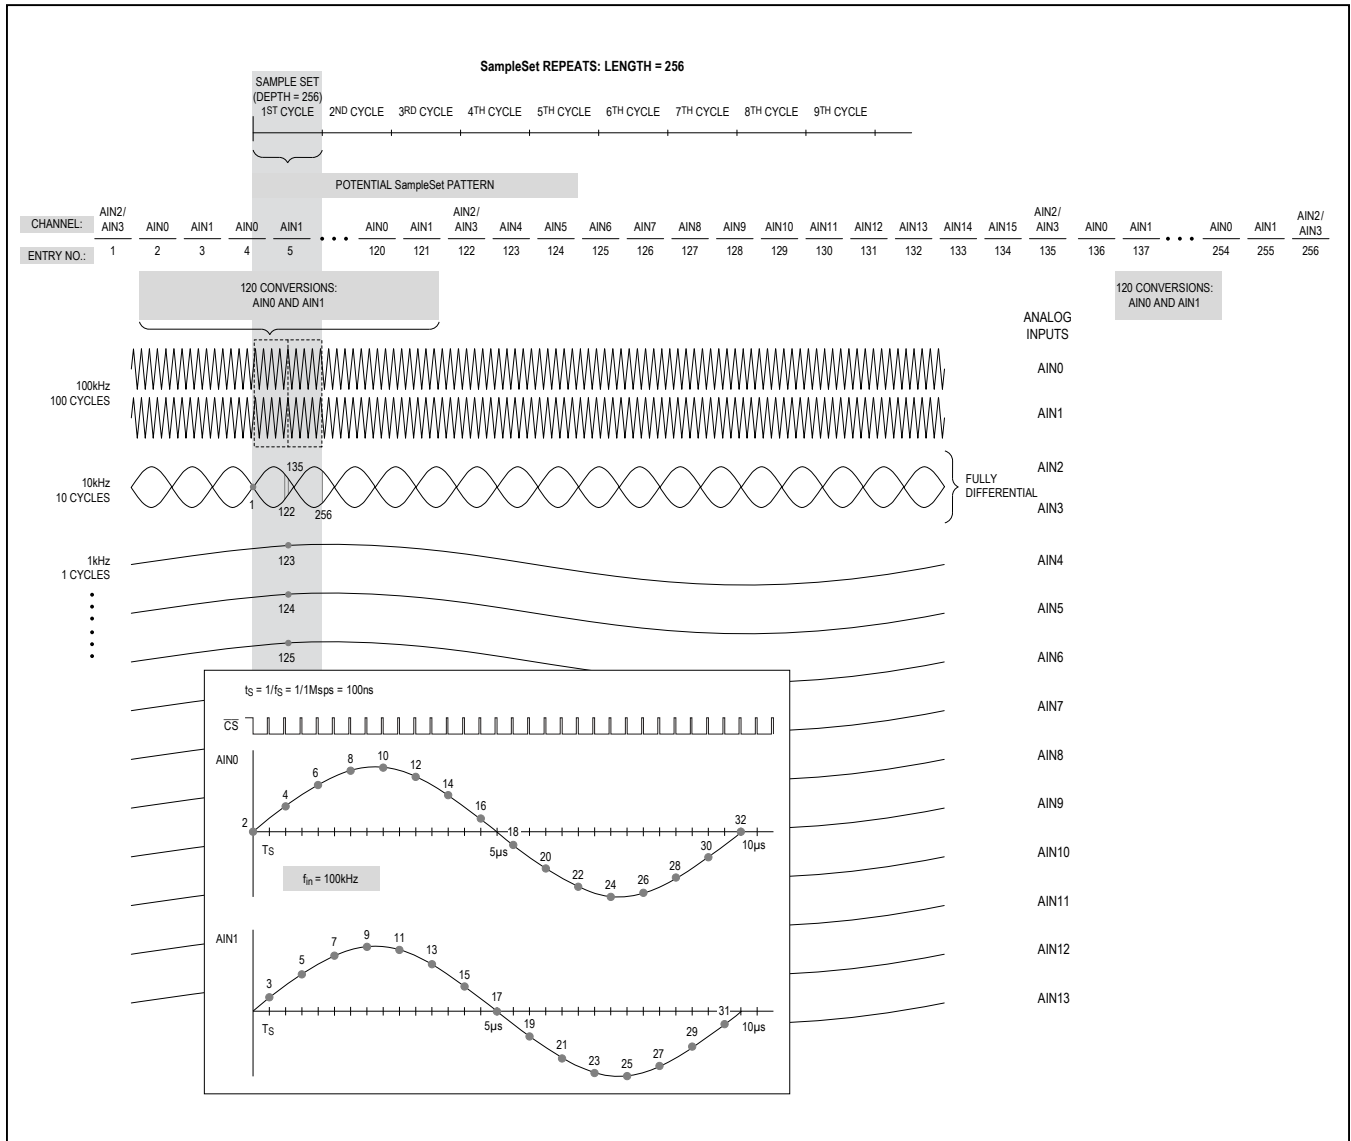 SampleSet REPEATS: LENGTH = 256
SAMPLE SET
(DEPTH = 256)
1ST CYCLE 2ND CYCLE 3RD CYCLE 4TH CYCLE 5TH CYCLE 6TH CYCLE 7TH CYCLE 8TH CYCLE 9TH CYCLE
POTENTIAL SampleSet PATTERN
CHANNEL: AIN2/AIN3 AIN0 AIN1 AIN0 AIN1 • • • AIN0 AIN1 AIN2/AIN3 AIN4 AIN5 AIN6 AIN7 AIN8 AIN9 AIN10 AIN11 AIN12 AIN13 AIN14 AIN15 AIN2/AIN3 AIN0 AIN1 • • • AIN0 AIN1 AIN2/AIN3
ENTRY NO.: 1 2 3 4 5 120 121 122 123 124 125 126 127 128 129 130 131 132 133 134 135 136 137 254 255 256
120 CONVERSIONS:
AIN0 AND AIN1
120 CONVERSIONS:
AIN0 AND AIN1
ANALOG
INPUTS
100kHz
100 CYCLES
AIN0
AIN1
10kHz
10 CYCLES
135
1 122 256
FULLY
DIFFERENTIAL
AIN2
AIN3
1kHz
1 CYCLES
123
AIN4
124
AIN5
125
AIN6
AIN7
AIN8
AIN9
AIN10
AIN11
AIN12
AIN13
tS = 1/fS = 1/1Msps = 100ns
CS
AIN0
2 4 6 8 10 12 14 16 18 20 22 24 26 28 30 32
TS 5µs 10µs
fin = 100kHz
AIN1
3 5 7 9 11 13 15 17 19 21 23 25 27 29 31
TS 5µs 10µs